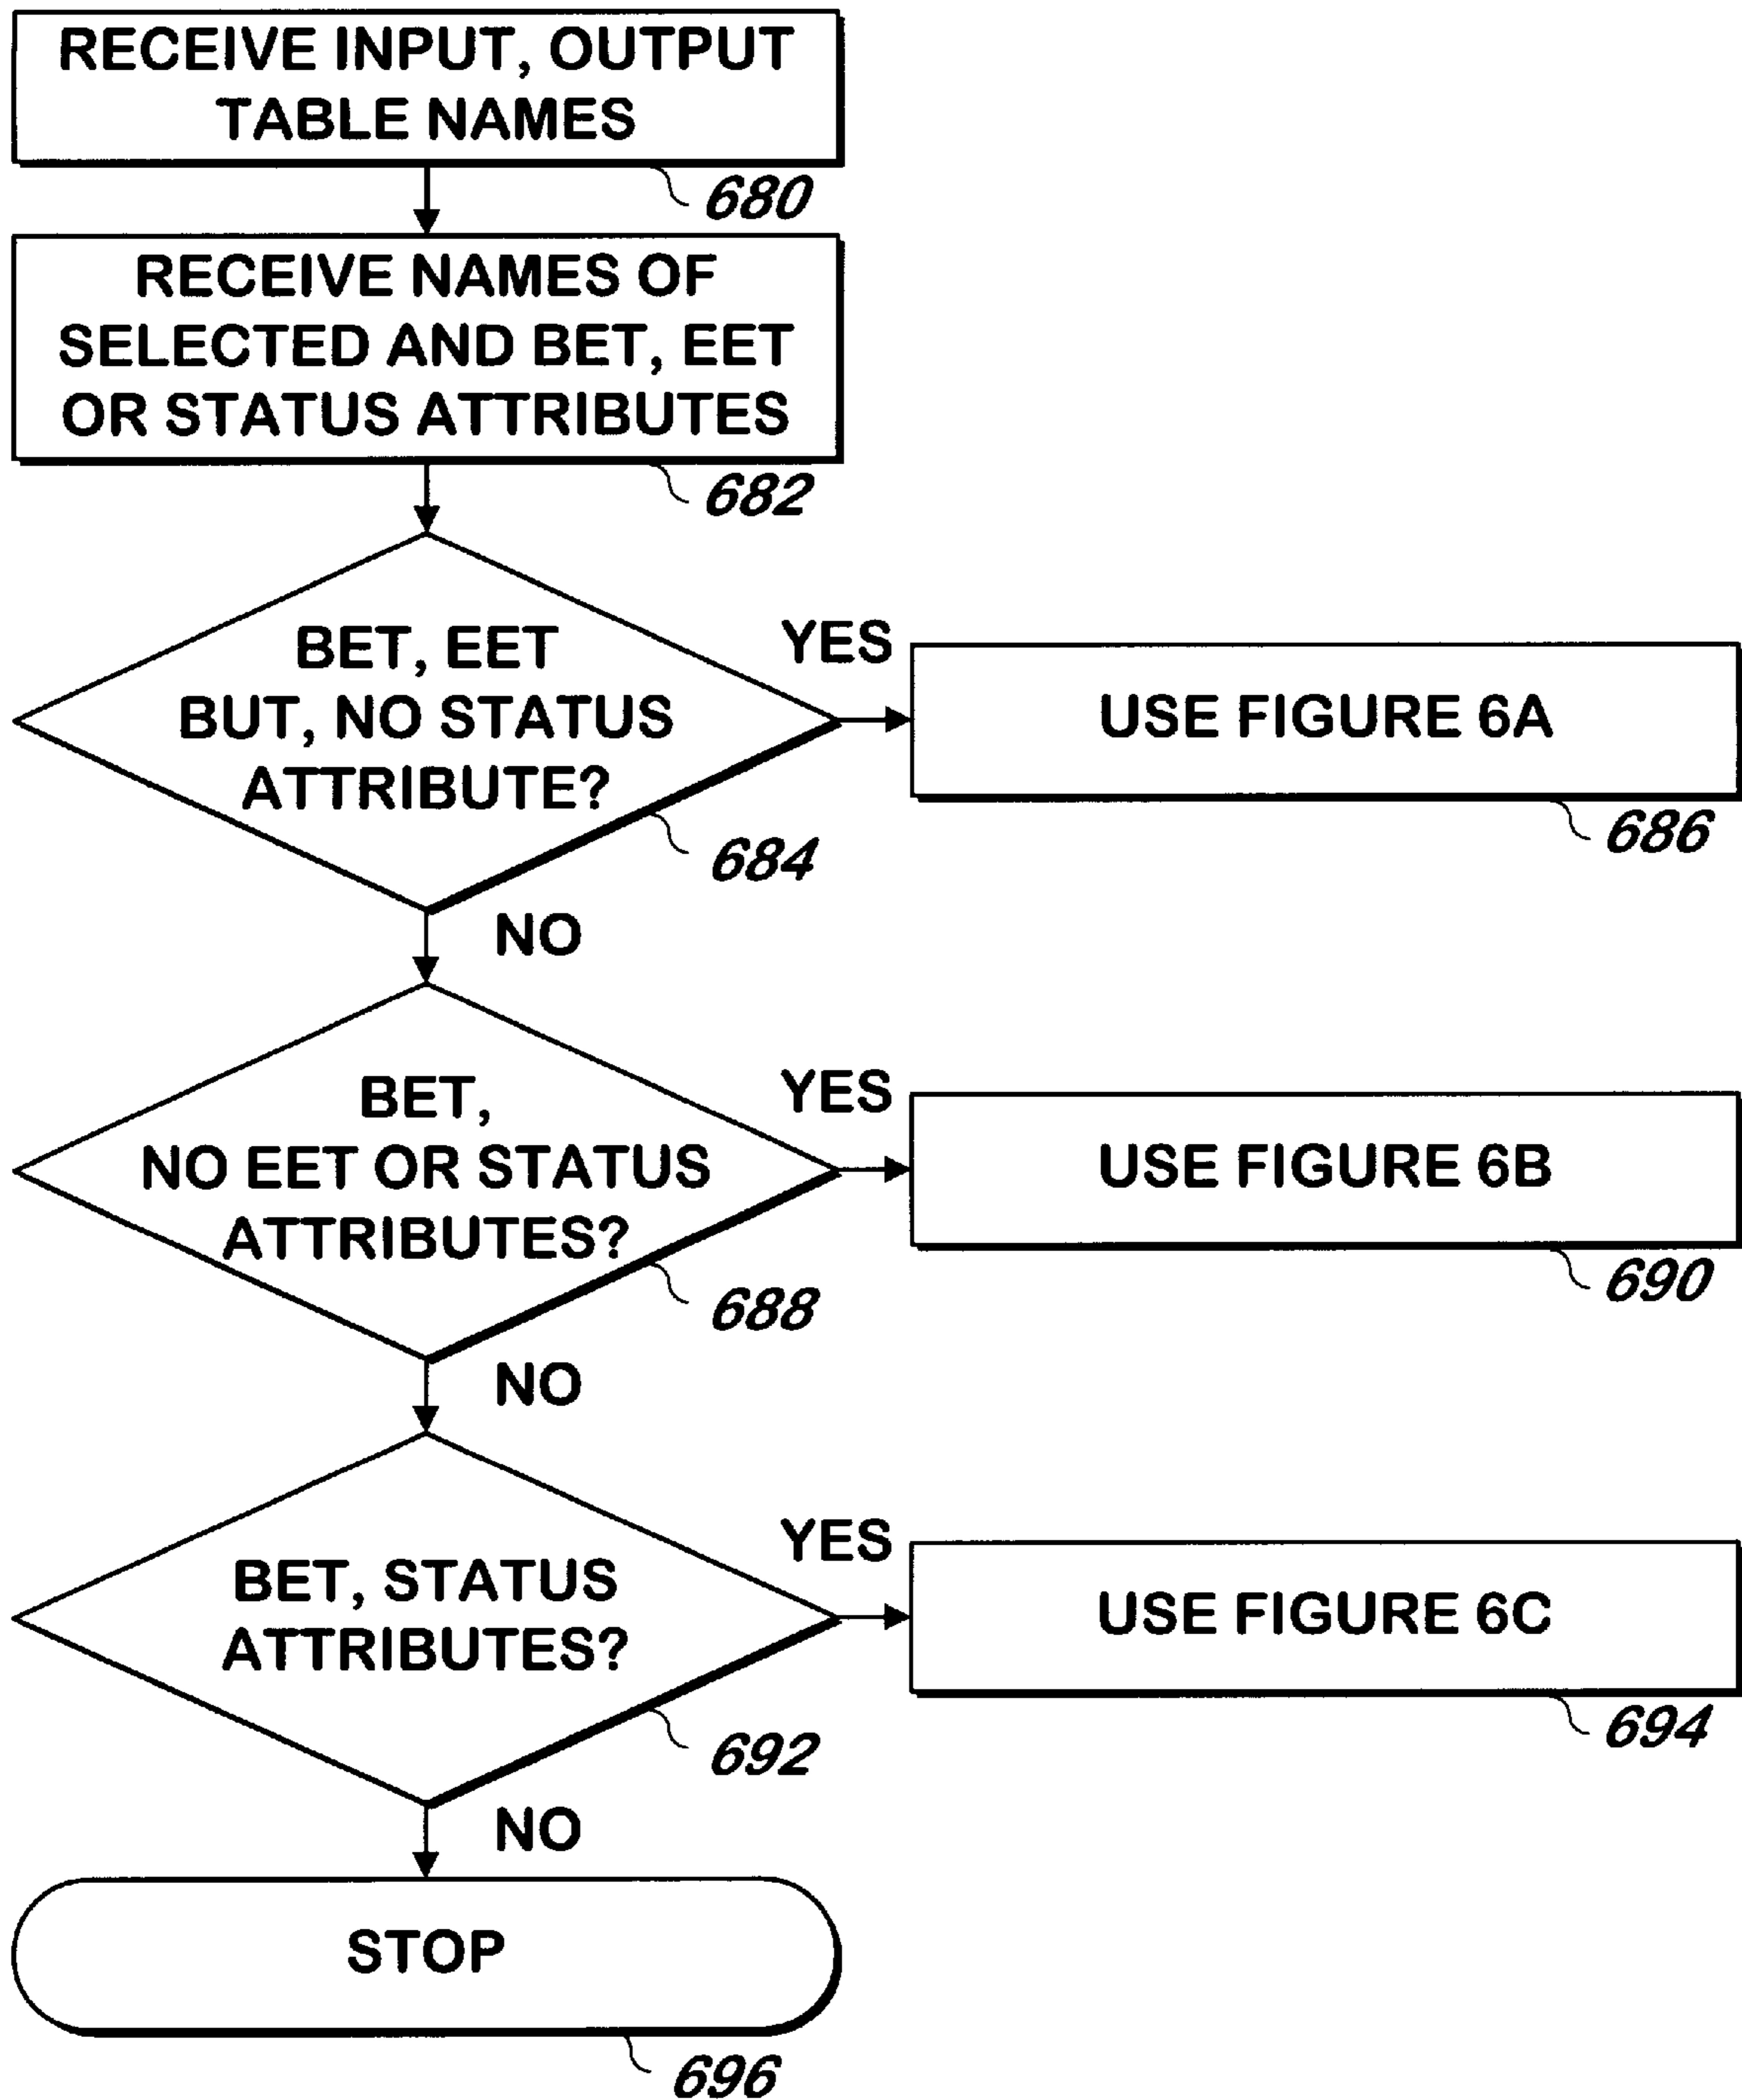 RECEIVE INPUT, OUTPUT
TABLE NAMES
680
RECEIVE NAMES OF
SELECTED AND BET, EET
OR STATUS ATTRIBUTES
682
BET, EET
BUT, NO STATUS
ATTRIBUTE?
684
YES
USE FIGURE 6A
686
NO
BET,
NO EET OR STATUS
ATTRIBUTES?
688
YES
USE FIGURE 6B
690
NO
BET, STATUS
ATTRIBUTES?
692
YES
USE FIGURE 6C
694
NO
STOP
696